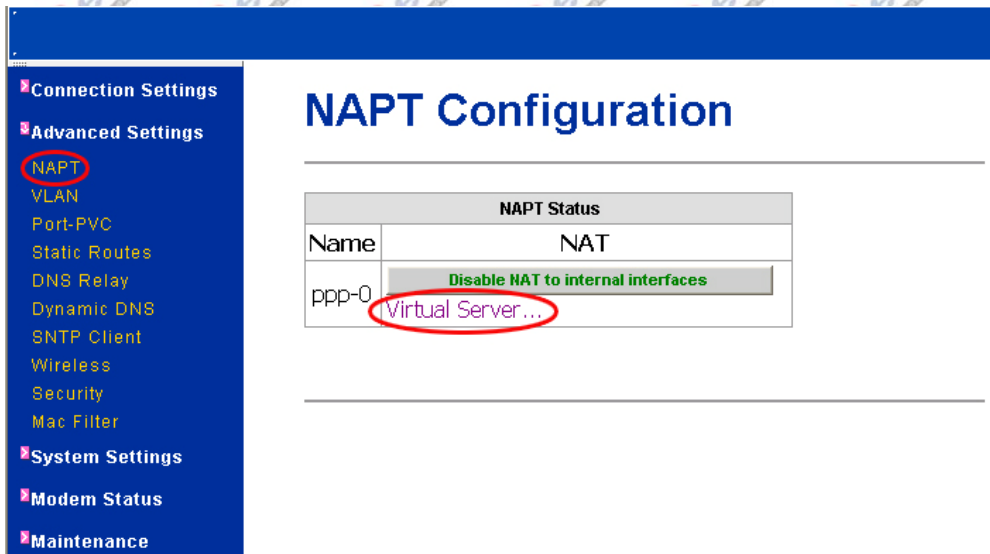 Connection Settings
Advanced Settings
NAPT
VLAN
Port-PVC
Static Routes
DNS Relay
Dynamic DNS
SNTP Client
Wireless
Security
Mac Filter
System Settings
Modem Status
Maintenance
NAPT Configuration
NAPT Status
Name NAT
ppp-0 Disable NAT to internal interfaces
Virtual Server...